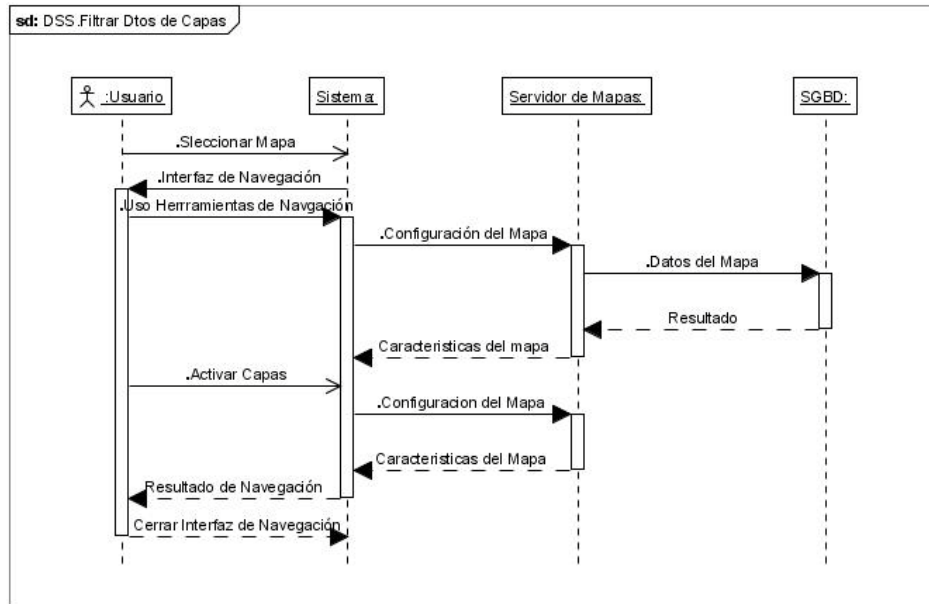 sd: DSS.Filtrar Dtos de Capas
:Usuario
Sistema:
Servidor de Mapas:
SGBD:
.Sleccionar Mapa
.Interfaz de Navegación
.Uso Herrramientas de Navgación
.Configuración del Mapa
.Datos del Mapa
Resultado
Caracteristicas del mapa
.Activar Capas
.Configuracion del Mapa
Caracteristicas del Mapa
Resultado de Navegación
Cerrar Interfaz de Navegación